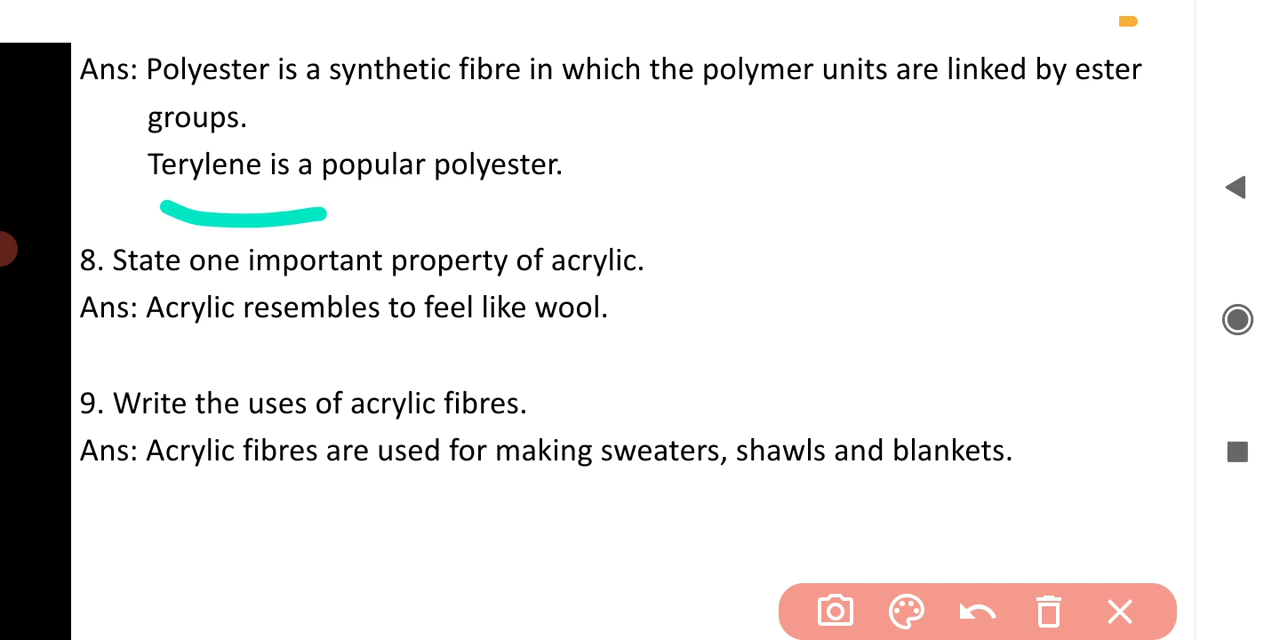 Ans: Polyester is a synthetic fibre in which the polymer units are linked by ester
groups.
Terylene is a popular polyester.
8. State one important property of acrylic.
Ans: Acrylic resembles to feel like wool.
9. Write the uses of acrylic fibres.
Ans: Acrylic fibres are used for making sweaters, shawls and blankets.